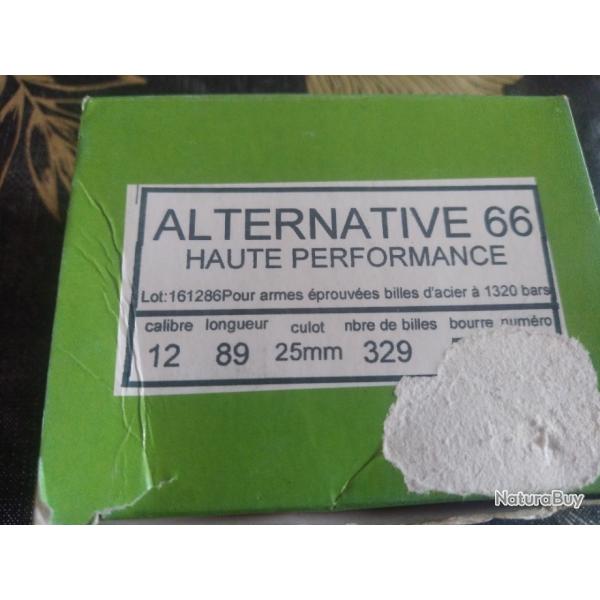 ALTERNATIVE 66
HAUTE PERFORMANCE
Lot:161286Pour armes éprouvées billes d'acier à 1320 bars
calibre longueur culot nbre de billes bourre numéro
12 89 25mm 329
NaturaBuy